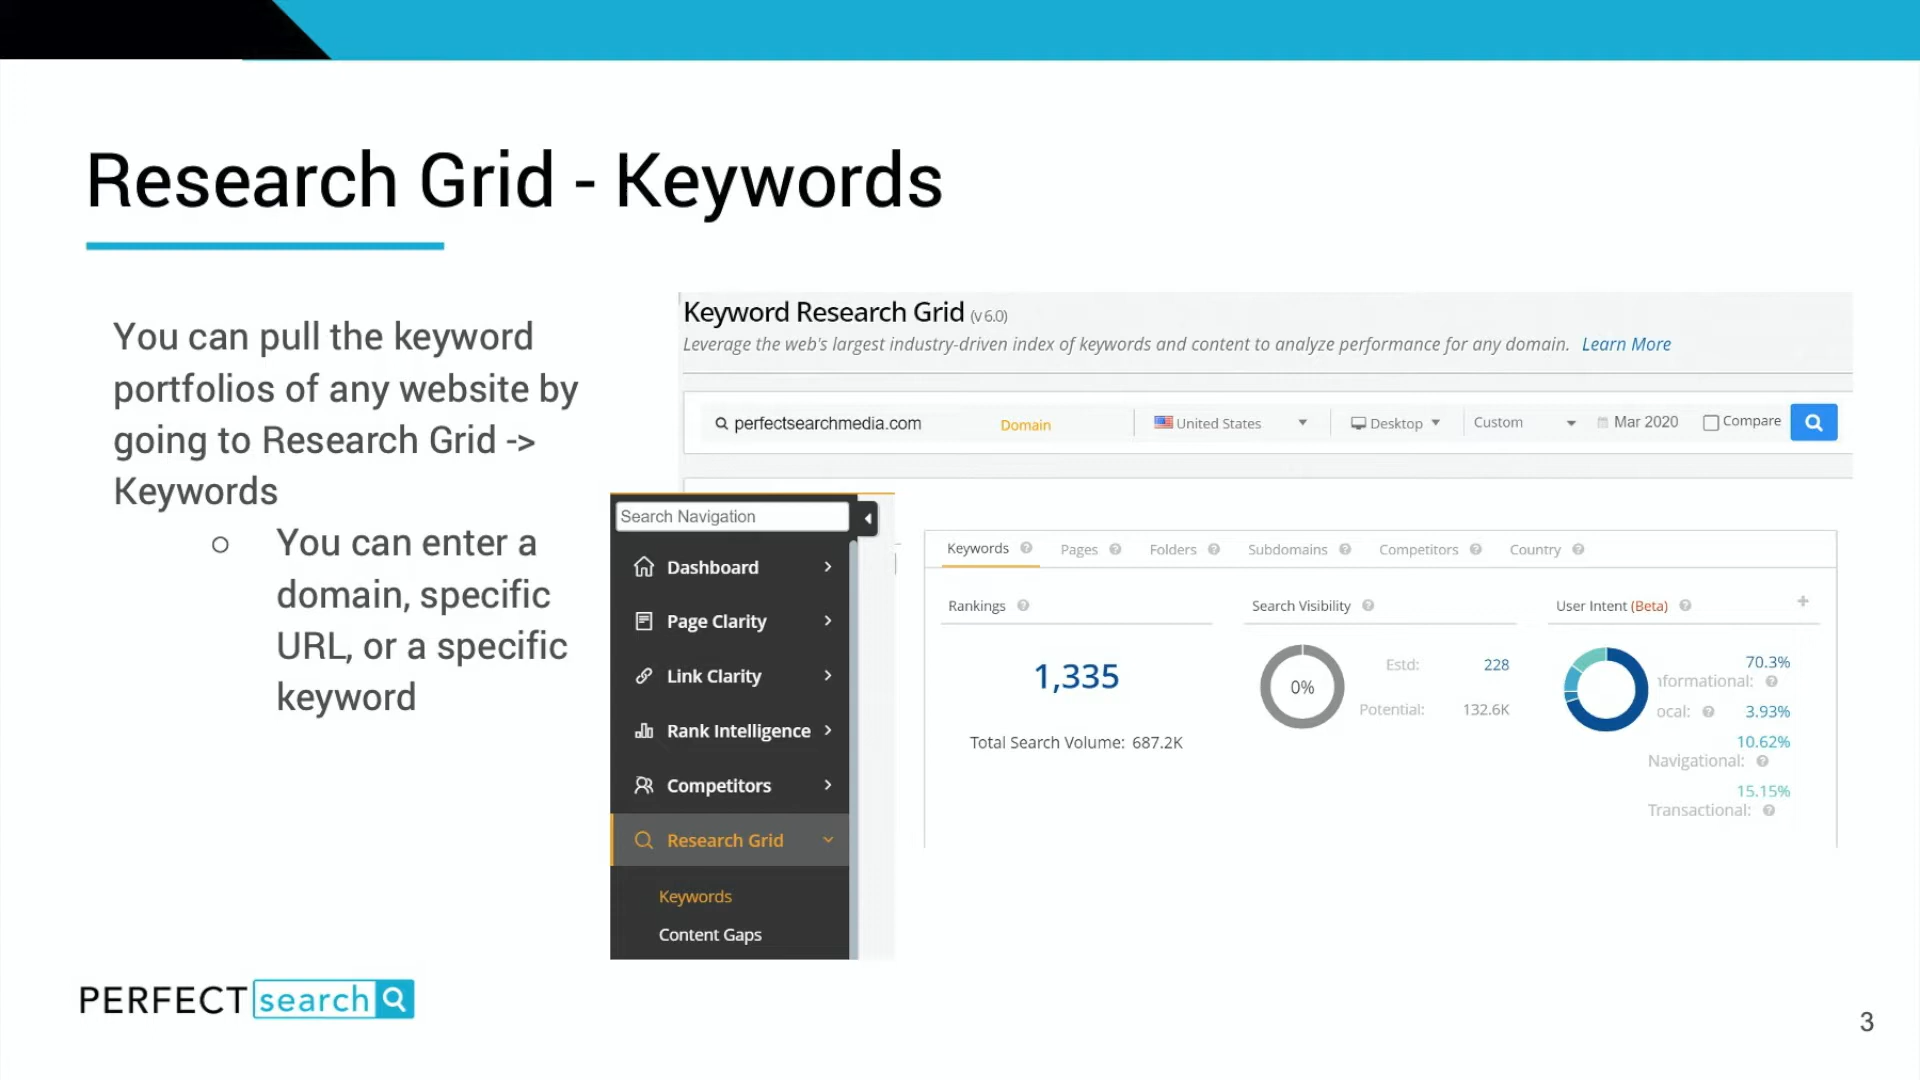 Research Grid - Keywords
You can pull the keyword
portfolios of any website by
going to Research Grid ->
Keywords
○ You can enter a
domain, specific
URL, or a specific
keyword
Keyword Research Grid (v 6.0)
Leverage the web's largest industry-driven index of keywords and content to analyze performance for any domain. Learn More
perfectsearchmedia.com Domain United States Desktop Custom Mar 2020 Compare
Search Navigation
Dashboard
Page Clarity
Link Clarity
Rank Intelligence
Competitors
Research Grid
Keywords
Content Gaps
Keywords Pages Folders Subdomains Competitors Country
Rankings
1,335
Total Search Volume: 687.2K
Search Visibility
0%
Estd: 228
Potential: 132.6K
User Intent (Beta)
70.3%
nformational:
ocal: 3.93%
10.62%
Navigational:
15.15%
Transactional:
PERFECT search
3